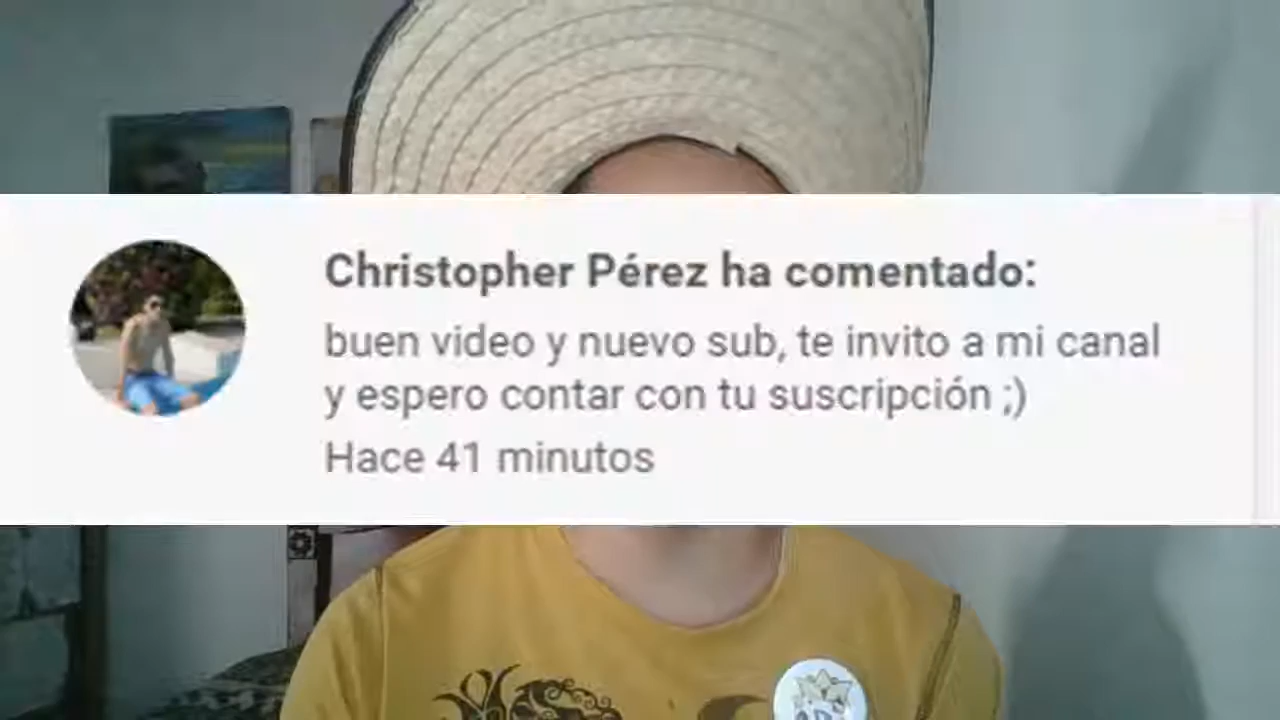 Christopher Pérez ha comentado:
buen video y nuevo sub, te invito a mi canal
y espero contar con tu suscripción ;)
Hace 41 minutos